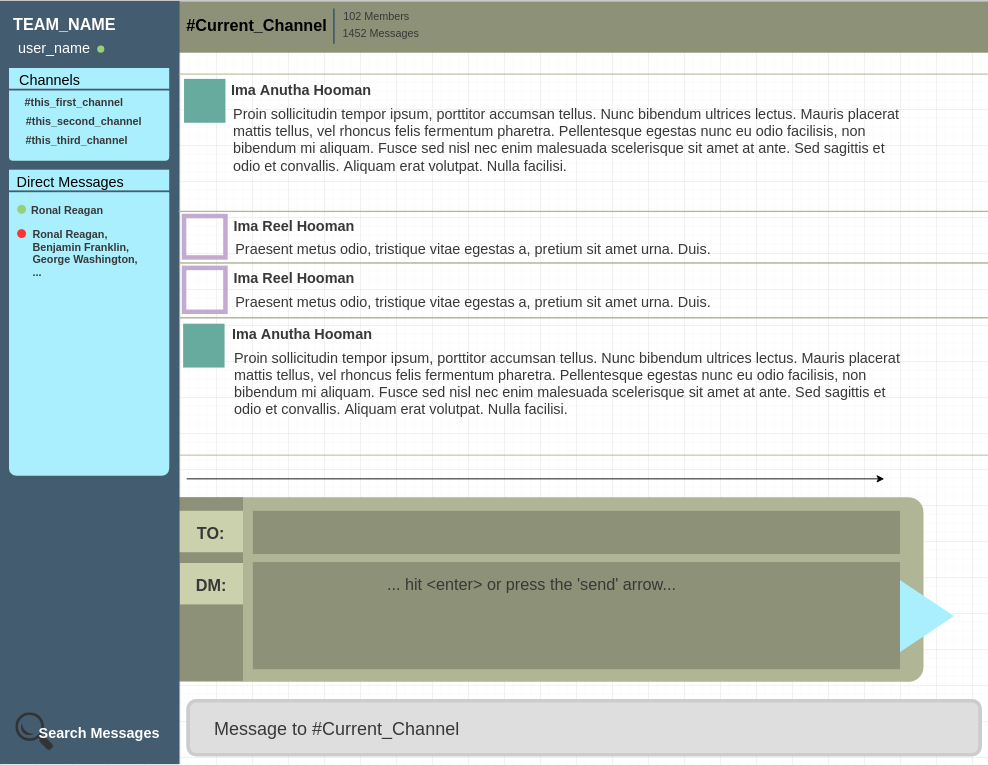 TEAM_NAME
user_name
Channels
#this_first_channel
#this_second_channel
#this_third_channel
Direct Messages
Ronal Reagan
Ronal Reagan,
Benjamin Franklin,
George Washington,
...
Search Messages
#Current_Channel
102 Members
1452 Messages
Ima Anutha Hooman
Proin sollicitudin tempor ipsum, porttitor accumsan tellus. Nunc bibendum ultrices lectus. Mauris placerat
mattis tellus, vel rhoncus felis fermentum pharetra. Pellentesque egestas nunc eu odio facilisis, non
bibendum mi aliquam. Fusce sed nisl nec enim malesuada scelerisque sit amet at ante. Sed sagittis et
odio et convallis. Aliquam erat volutpat. Nulla facilisi.
Ima Reel Hooman
Praesent metus odio, tristique vitae egestas a, pretium sit amet urna. Duis.
Ima Reel Hooman
Praesent metus odio, tristique vitae egestas a, pretium sit amet urna. Duis.
Ima Anutha Hooman
Proin sollicitudin tempor ipsum, porttitor accumsan tellus. Nunc bibendum ultrices lectus. Mauris placerat
mattis tellus, vel rhoncus felis fermentum pharetra. Pellentesque egestas nunc eu odio facilisis, non
bibendum mi aliquam. Fusce sed nisl nec enim malesuada scelerisque sit amet at ante. Sed sagittis et
odio et convallis. Aliquam erat volutpat. Nulla facilisi.
TO:
DM:
... hit <enter> or press the 'send' arrow...
Message to #Current_Channel